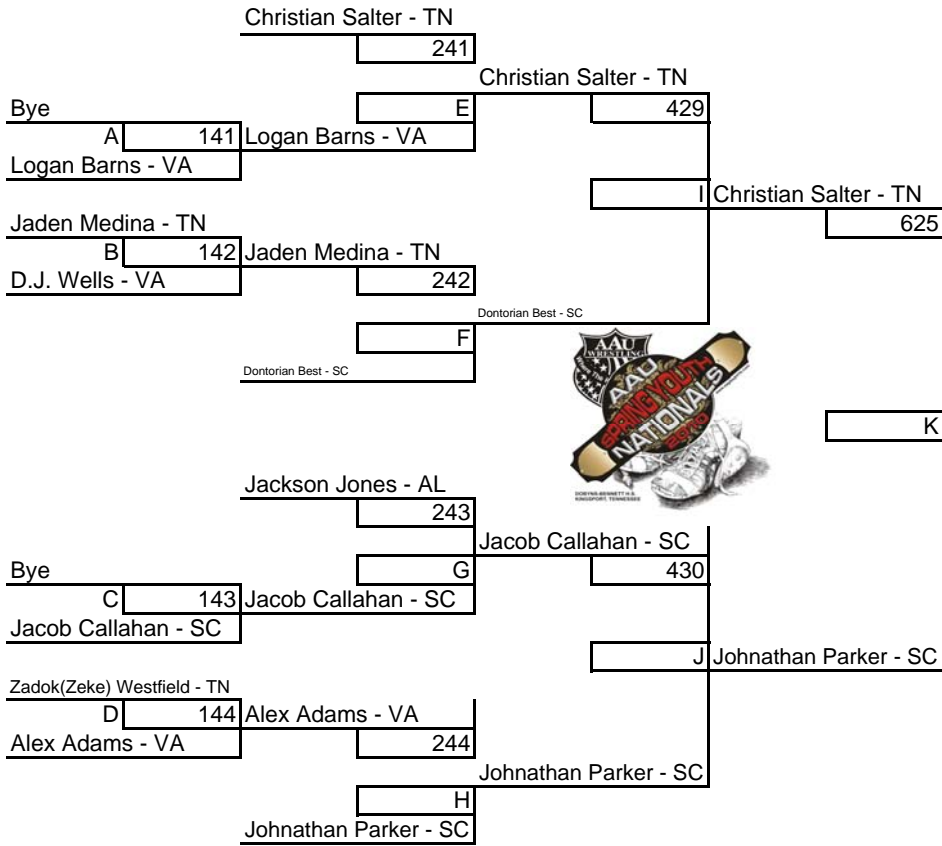 Christian Salter - TN
241
Christian Salter - TN
Bye
E
429
A
141
Logan Barns - VA
Logan Barns - VA
I
Christian Salter - TN
Jaden Medina - TN
625
B
142
Jaden Medina - TN
D.J. Wells - VA
242
Dontorian Best - SC
F
Dontorian Best - SC
AAU
WRESTLING
AAU
SPRING YOUTH
NATIONALS
DOBYNS-BENNETT H.S.
KINGSPORT, TENNESSEE
K
Jackson Jones - AL
243
Jacob Callahan - SC
Bye
G
430
C
143
Jacob Callahan - SC
Jacob Callahan - SC
J
Johnathan Parker - SC
Zadok(Zeke) Westfield - TN
D
144
Alex Adams - VA
Alex Adams - VA
244
Johnathan Parker - SC
H
Johnathan Parker - SC